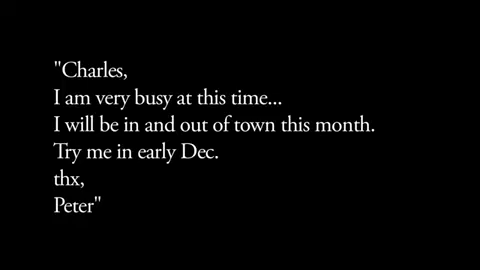 "Charles,
I am very busy at this time...
I will be in and out of town this month.
Try me in early Dec.
thx,
Peter"